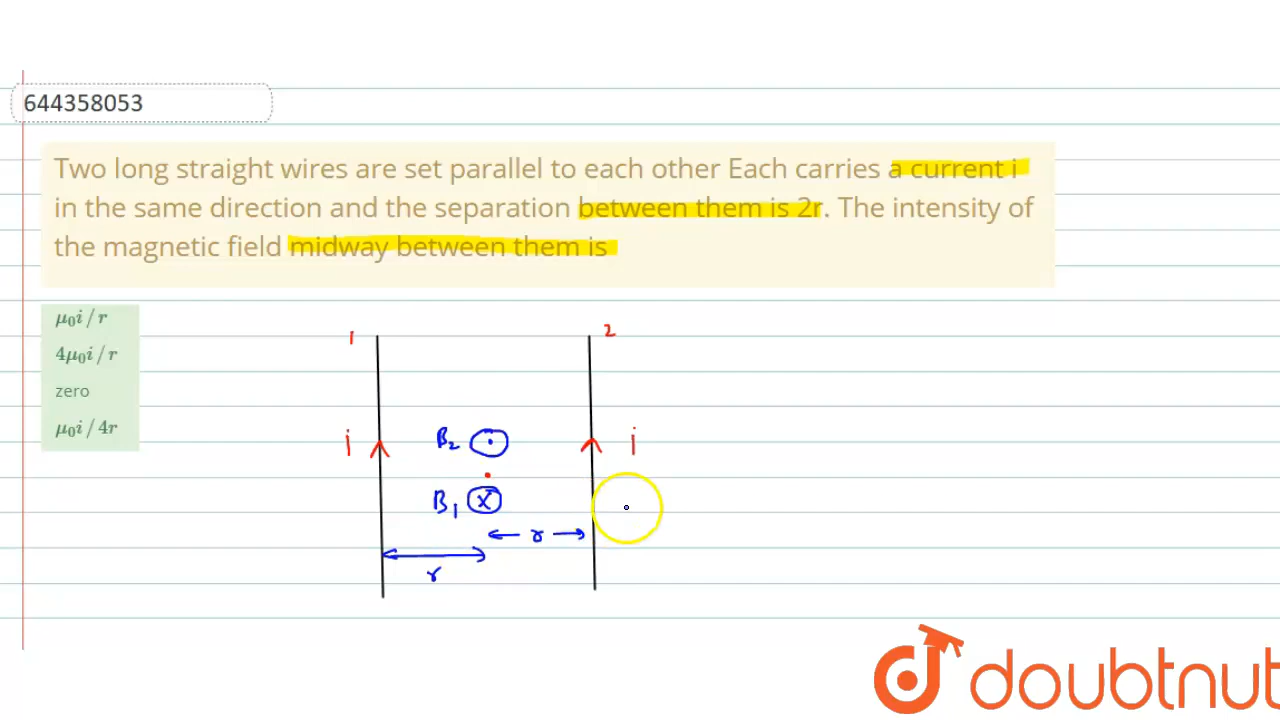 644358053
Two long straight wires are set parallel to each other Each carries a current i
in the same direction and the separation between them is 2r. The intensity of
the magnetic field midway between them is
μ₀i / r
4μ₀i / r
zero
μ₀i / 4r
1
2
i
B₂
i
B₁
r
r
doubtnut